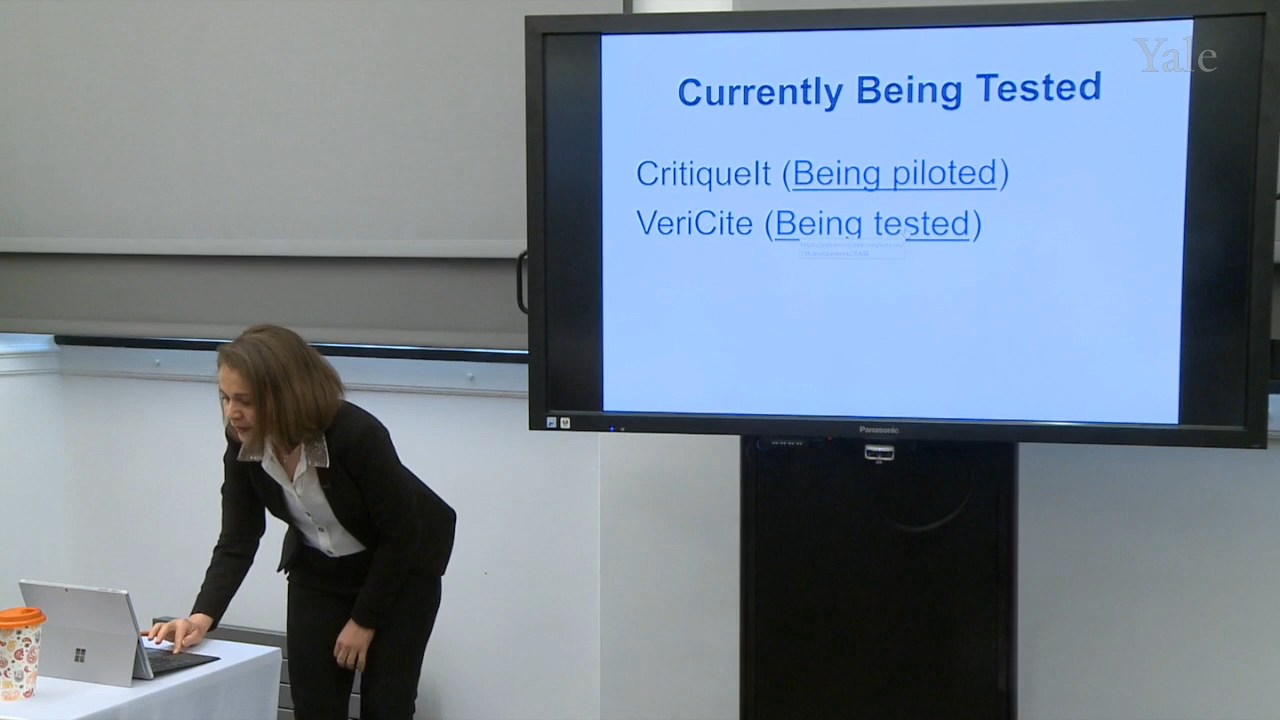 Yale
Currently Being Tested
CritiqueIt (Being piloted)
VeriCite (Being tested)
Panasonic